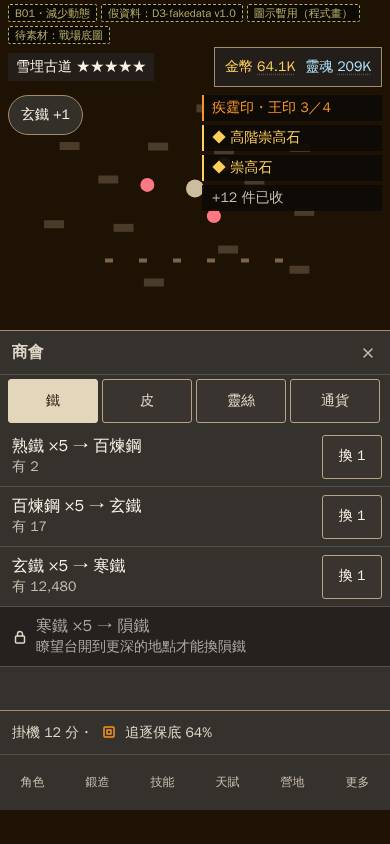 B01・減少動態 假資料：D3-fakedata v1.0 圖示暫用（程式畫）
待素材：戰場底圖
雪埋古道 ★★★★★
金幣 64.1K 靈魂 209K
玄鐵 +1
疾霆印・王印 3／4
◆ 高階崇高石
◆ 崇高石
+12 件已收
商會 ×
鐵 皮 靈絲 通貨
熟鐵 ×5 → 百煉鋼
有 2
換 1
百煉鋼 ×5 → 玄鐵
有 17
換 1
玄鐵 ×5 → 寒鐵
有 12,480
換 1
寒鐵 ×5 → 隕鐵
瞭望台開到更深的地點才能換隕鐵
掛機 12 分・ 追逐保底 64%
角色 鍛造 技能 天賦 營地 更多